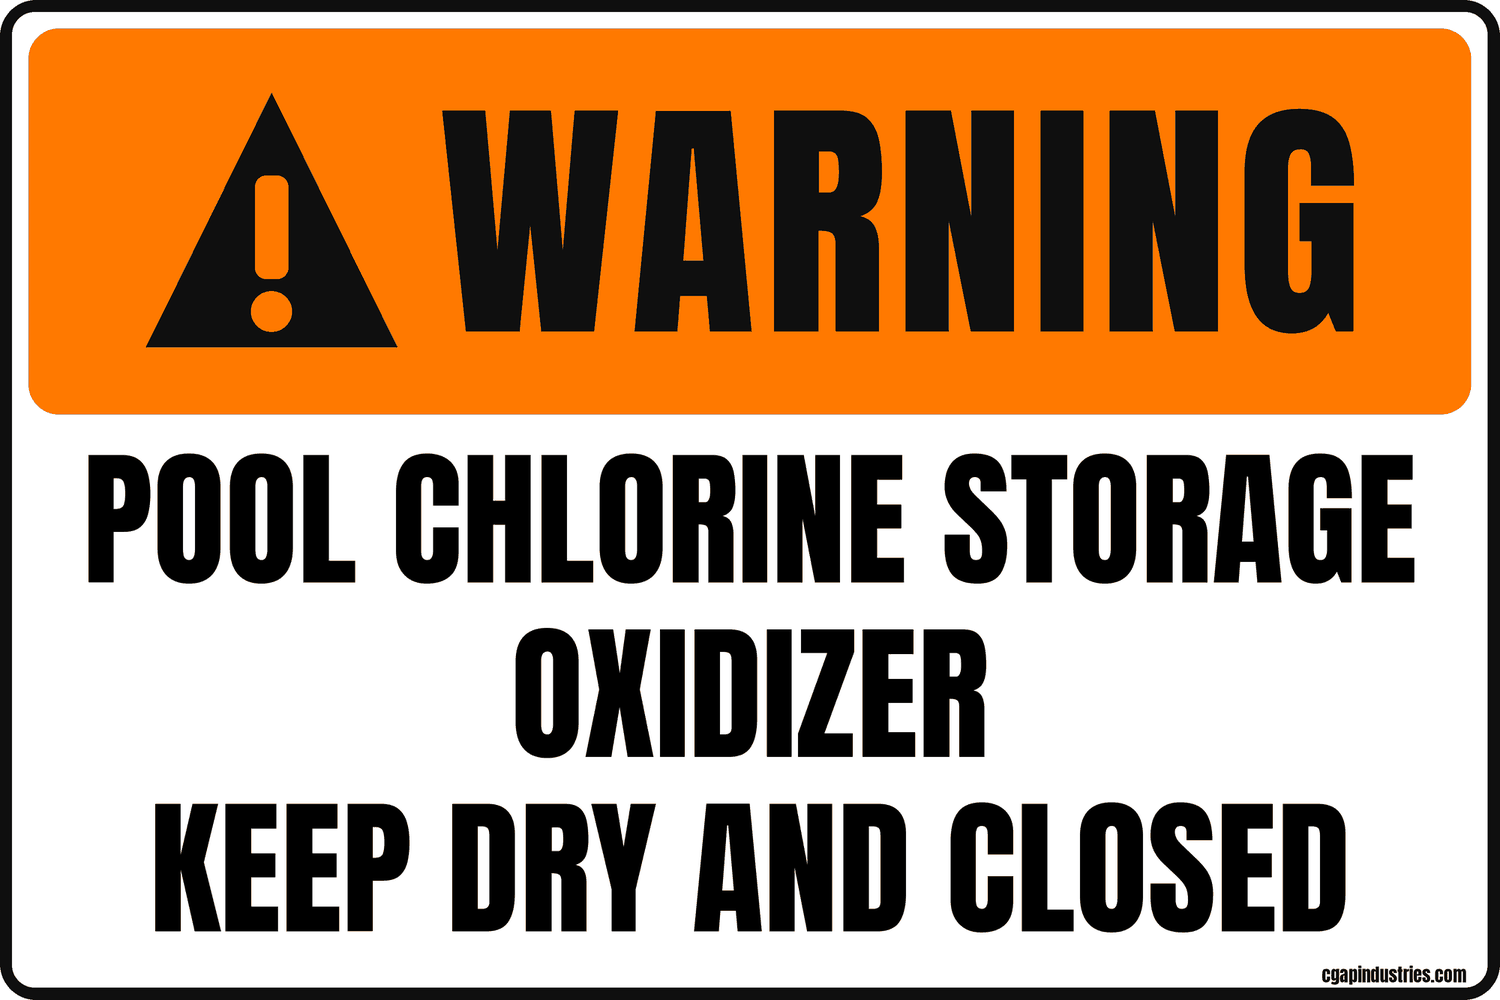 WARNING
POOL CHLORINE STORAGE
OXIDIZER
KEEP DRY AND CLOSED
cgapindustries.com